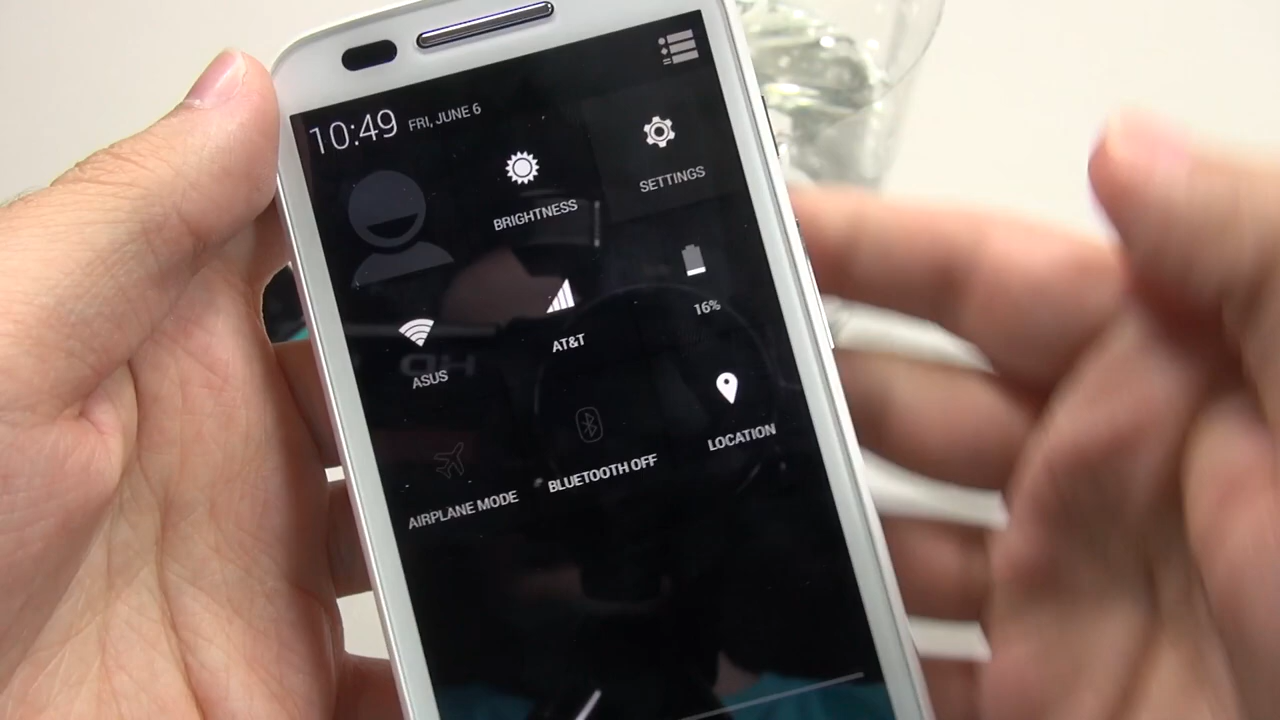 10:49 FRI, JUNE 6
BRIGHTNESS
SETTINGS
ASUS
AT&T
16%
AIRPLANE MODE
BLUETOOTH OFF
LOCATION